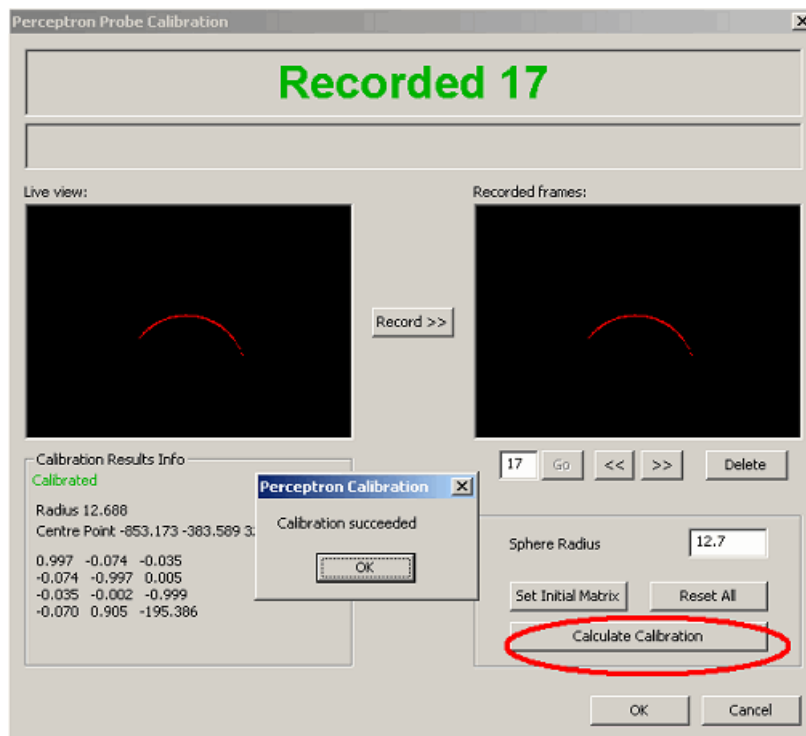 Perceptron Probe Calibration
Recorded 17
Live view:
Recorded frames:
Record >>
Calibration Results Info
Calibrated
Radius 12.688
Centre Point -853.173 -383.589
0.997 -0.074 -0.035
-0.074 -0.997 0.005
-0.035 -0.002 -0.999
-0.070 0.905 -195.386
Perceptron Calibration
Calibration succeeded
OK
17 Go << >> Delete
Sphere Radius 12.7
Set Initial Matrix Reset All
Calculate Calibration
OK Cancel